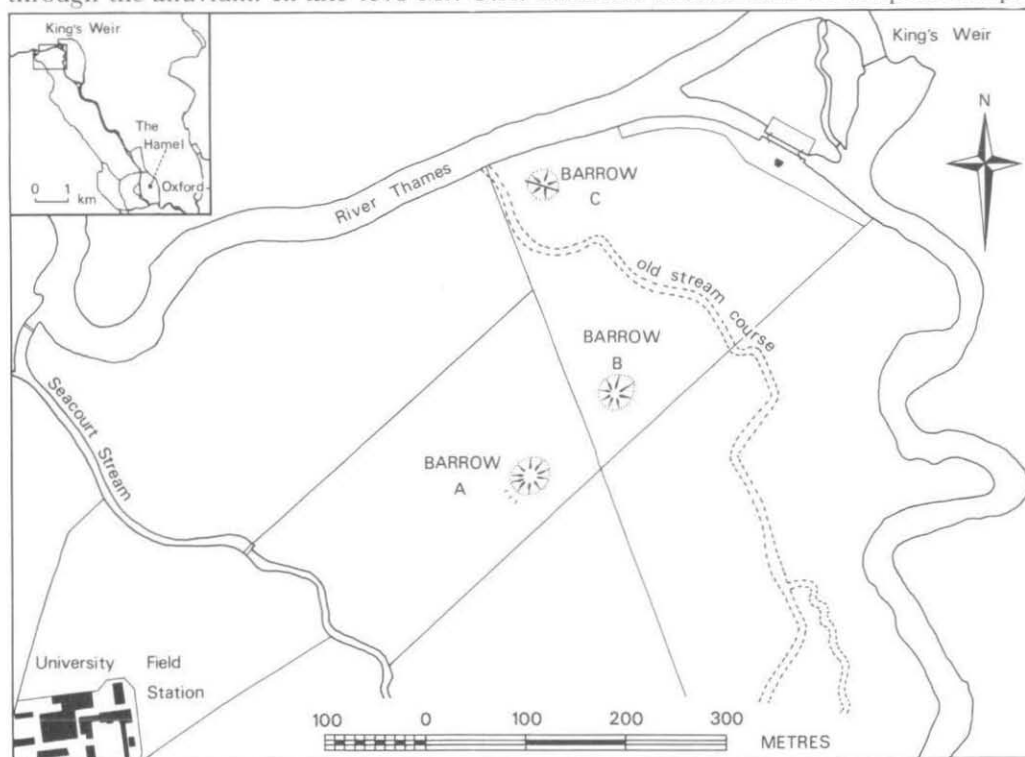 King's Weir
The
Hamel
Oxford
0 1
km
King's Weir
N
River Thames
BARROW
C
old stream course
BARROW
B
BARROW
A
Seacourt Stream
University Field
Station
100 0 100 200 300
METRES